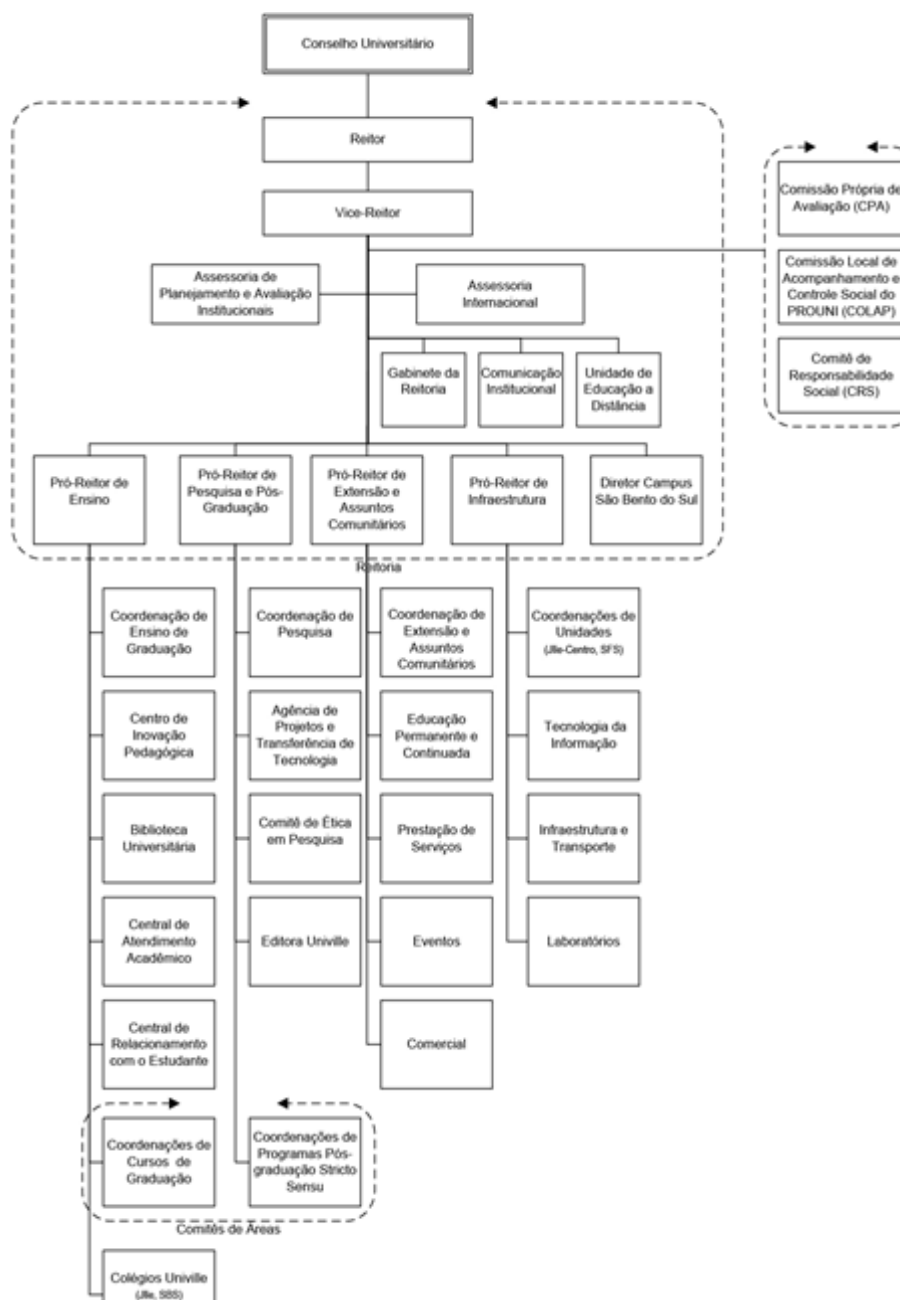 Conselho Universitário
Reitor
Vice-Reitor
Comissão Própria de
Avaliação (CPA)
Comissão Local de
Acompanhamento e
Controle Social do
PROUNI (COLAP)
Comitê de
Responsabilidade
Social (CRS)
Assessoria de
Planejamento e Avaliação
Institucionais
Assessoria
Internacional
Gabinete da
Reitoria
Comunicação
Institucional
Unidade de
Educação a
Distância
Pró-Reitor de
Ensino
Pró-Reitor de
Pesquisa e Pós-
Graduação
Pró-Reitor de
Extensão e
Assuntos
Comunitários
Pró-Reitor de
Infraestrutura
Diretor Campus
São Bento do Sul
Reitoria
Coordenação de
Ensino de
Graduação
Coordenação de
Pesquisa
Coordenação de
Extensão e
Assuntos
Comunitários
Coordenações de
Unidades
(Jlle-Centro, SFS)
Centro de
Inovação
Pedagógica
Agência de
Projetos e
Transferência de
Tecnologia
Educação
Permanente e
Continuada
Tecnologia da
Informação
Biblioteca
Universitária
Comitê de Ética
em Pesquisa
Prestação de
Serviços
Infraestrutura e
Transporte
Central de
Atendimento
Acadêmico
Editora Univille
Eventos
Laboratórios
Central de
Relacionamento
com o Estudante
Comercial
Coordenações de
Cursos de
Graduação
Coordenações de
Programas Pós-
graduação Stricto
Sensu
Comitês de Áreas
Colégios Univille
(Jlle, SBS)